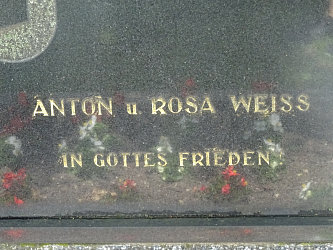 ANTON u. ROSA WEISS
IN GOTTES FRIEDEN.